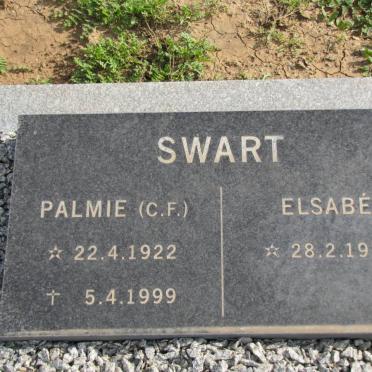 SWART
PALMIE (C.F.)
☆ 22.4.1922
† 5.4.1999
ELSABÉ
☆ 28.2.19